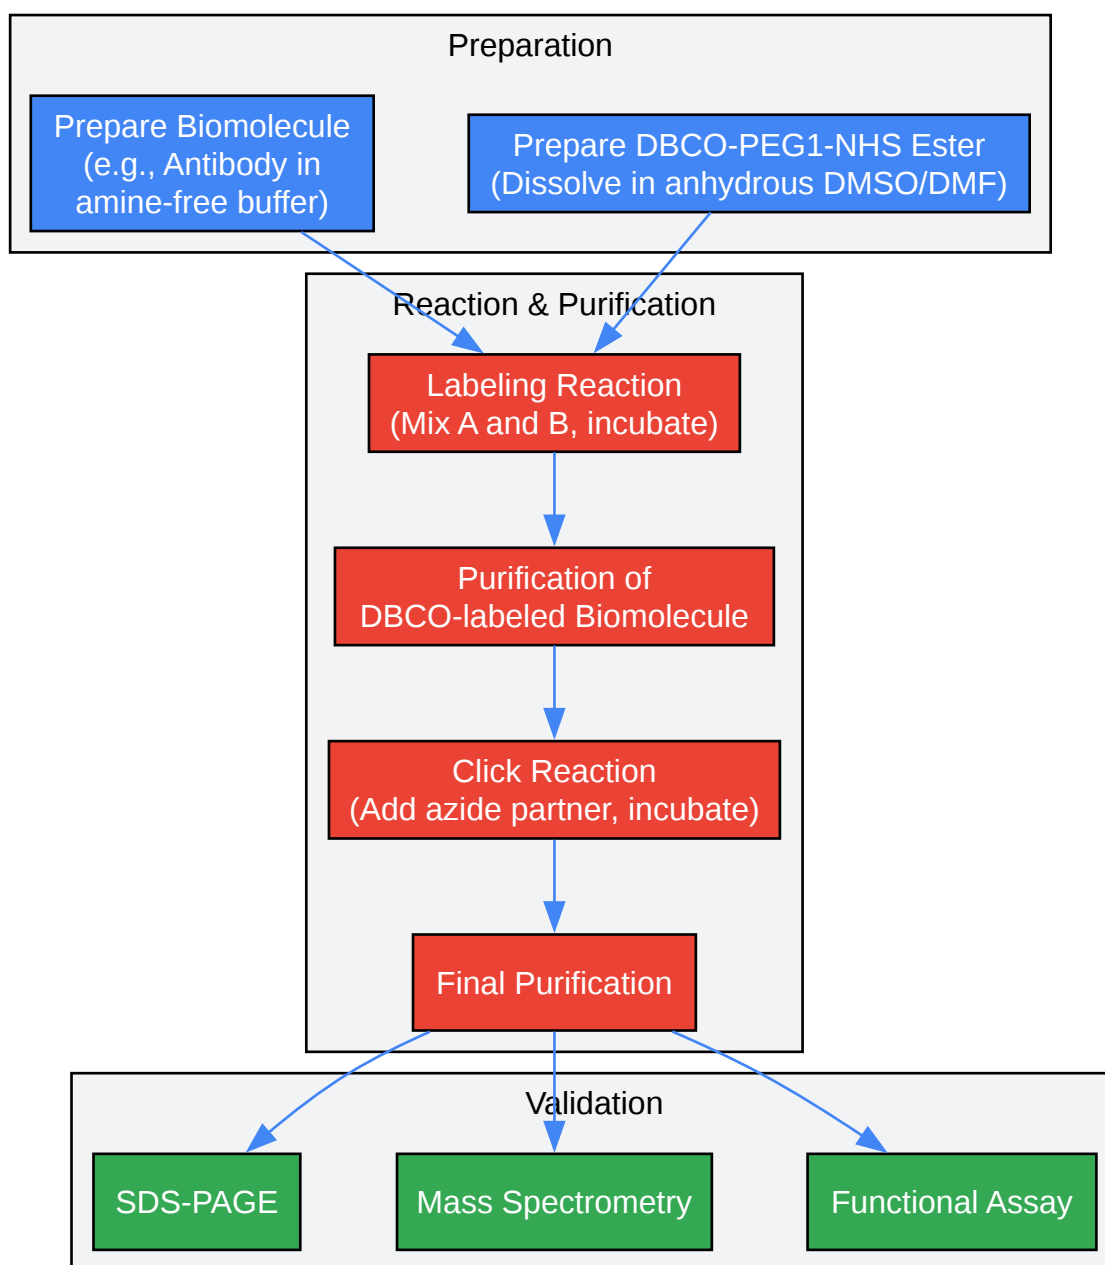 Preparation
Prepare Biomolecule
(e.g., Antibody in
amine-free buffer)
Prepare DBCO-PEG1-NHS Ester
(Dissolve in anhydrous DMSO/DMF)
Reaction & Purification
Labeling Reaction
(Mix A and B, incubate)
Purification of
DBCO-labeled Biomolecule
Click Reaction
(Add azide partner, incubate)
Final Purification
Validation
SDS-PAGE
Mass Spectrometry
Functional Assay